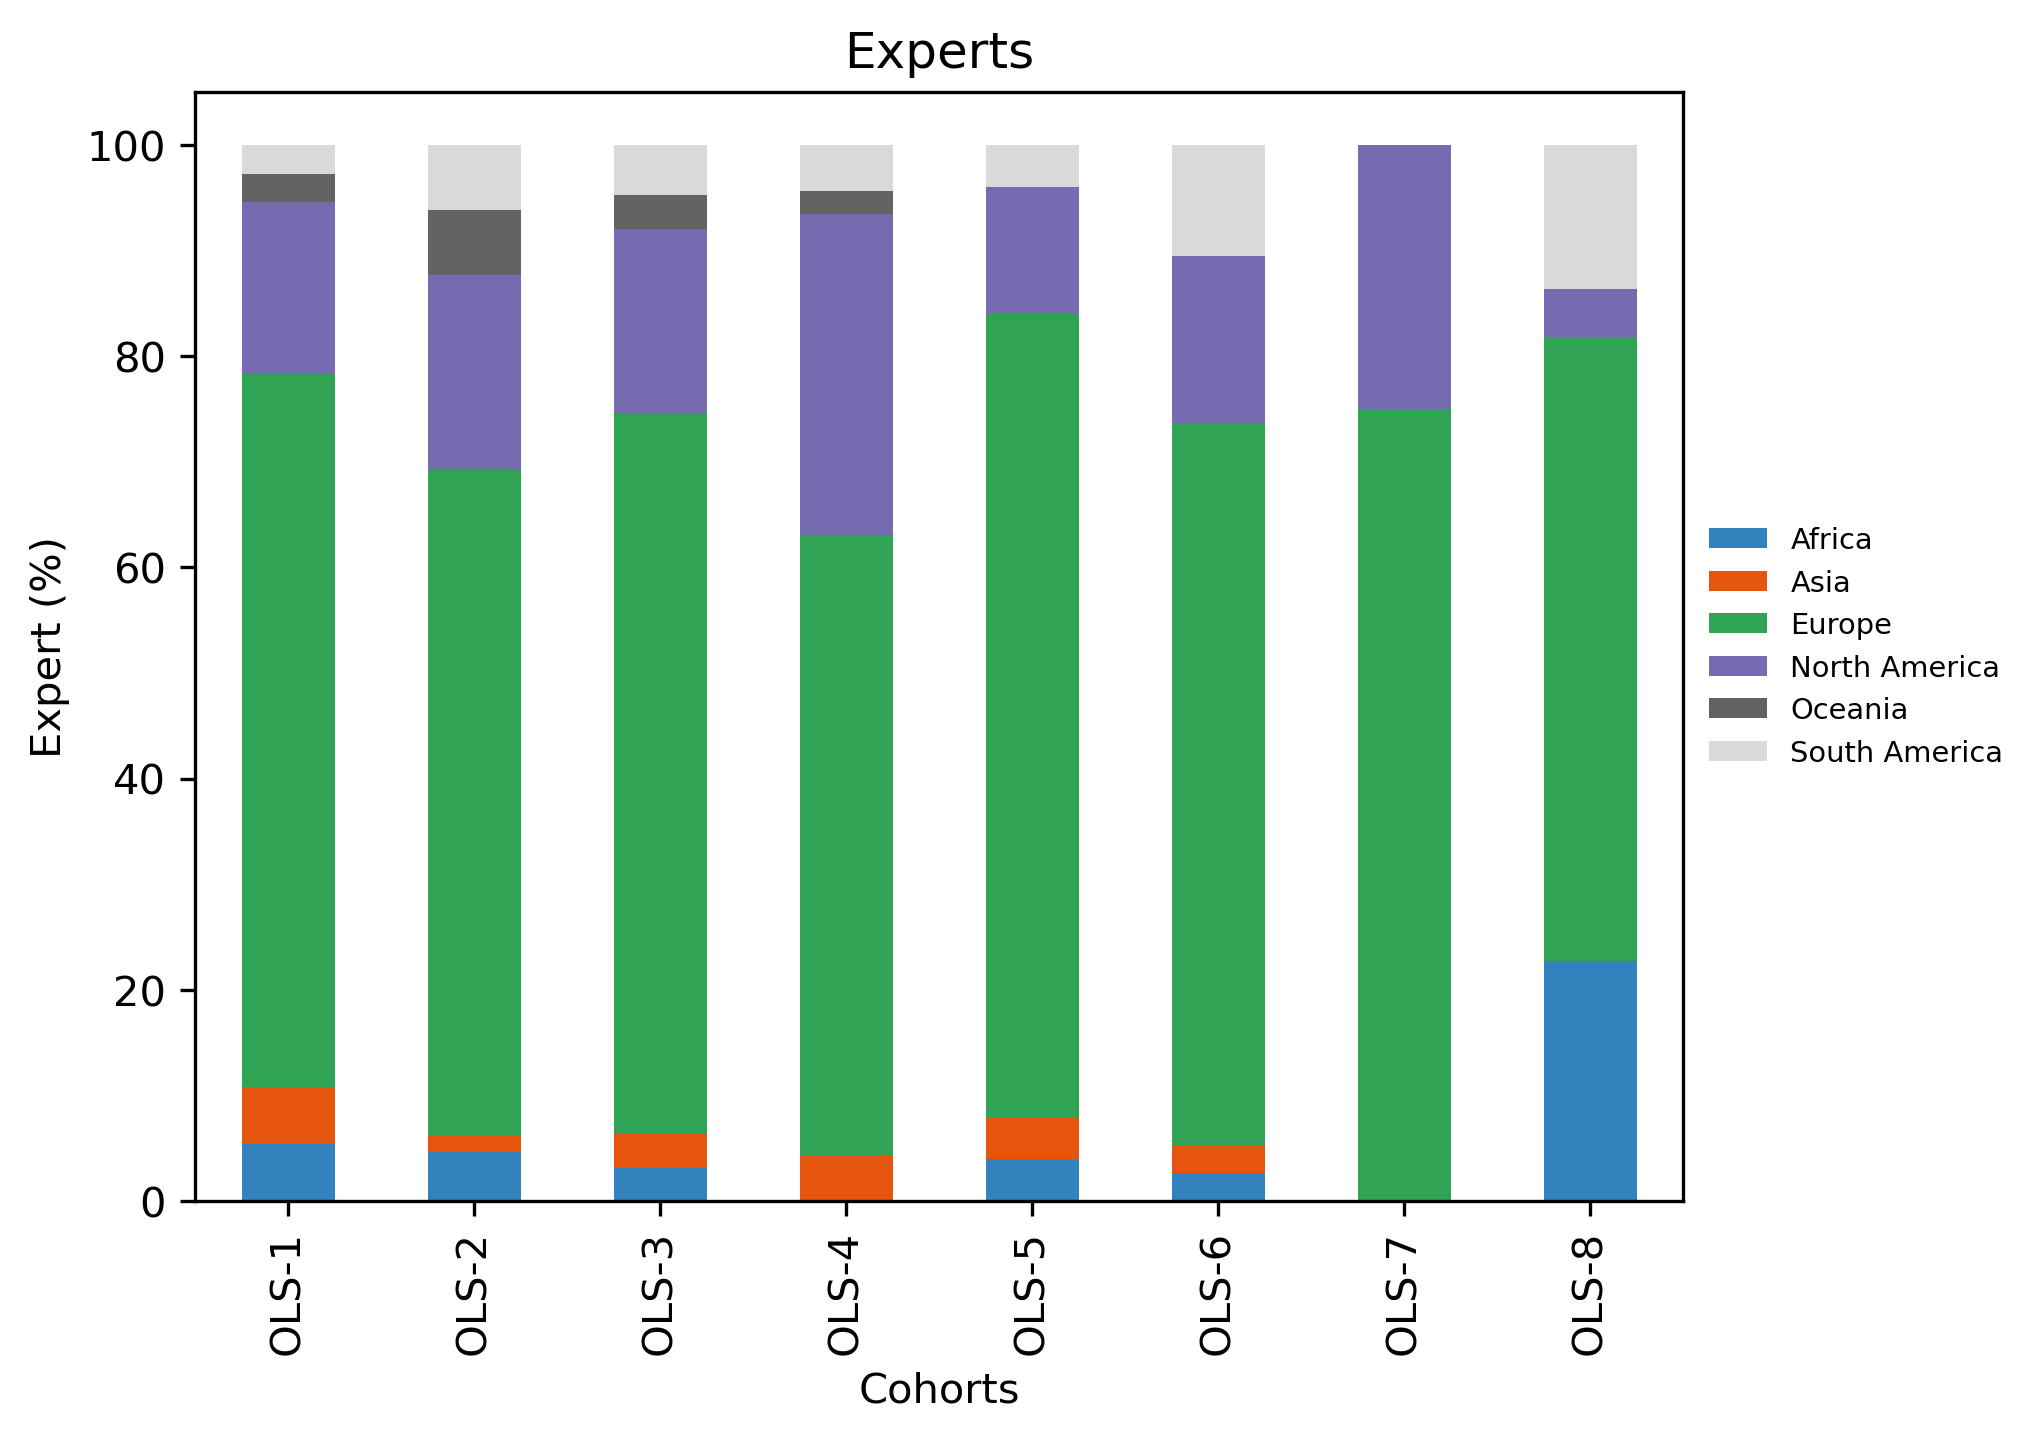 Experts
Expert (%)
100
80
60
40
20
0
OLS-1
OLS-2
OLS-3
OLS-4
OLS-5
OLS-6
OLS-7
OLS-8
Cohorts
Africa
Asia
Europe
North America
Oceania
South America